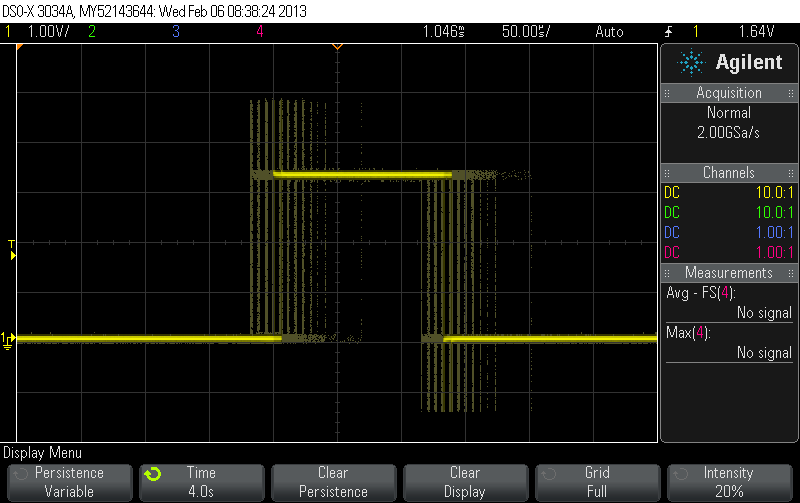 DSO-X 3034A, MY52143644: Wed Feb 06 08:38:24 2013
1 1.00V/ 2 3 4 1.046ms 50.00us/ Auto 1 1.64V
Agilent
Acquisition
Normal
2.00GSa/s
Channels
DC 10.0:1
DC 10.0:1
DC 1.00:1
DC 1.00:1
Measurements
Avg - FS(4):
No signal
Max(4):
No signal
T
1
Display Menu
Persistence
Variable
Time
4.0s
Clear
Persistence
Clear
Display
Grid
Full
Intensity
20%